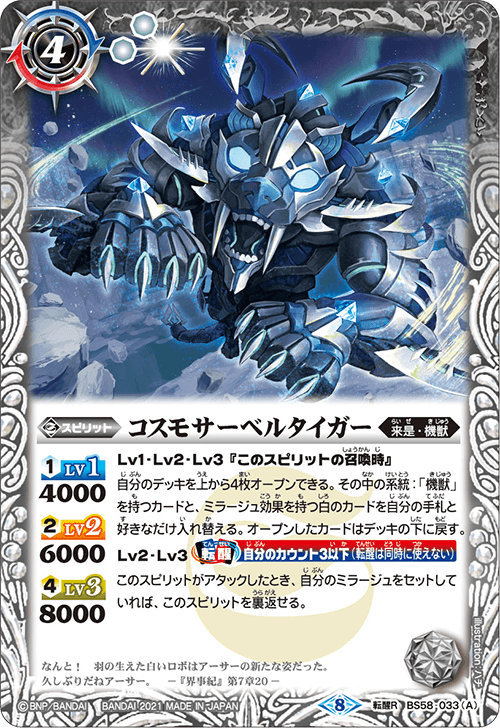 4
スピリット
コスモサーベルタイガー
来是・機獣
1 LV1
4000
2 LV2
6000
4 LV3
8000
Lv1・Lv2・Lv3『このスピリットの召喚時』
自分のデッキを上から4枚オープンできる。その中の系統:「機獣」
を持つカードと、ミラージュ効果を持つ白のカードを自分の手札と
好きなだけ入れ替える。オープンしたカードはデッキの下に戻す。
Lv2・Lv3 転醒 自分のカウント3以下(転醒は同時に使えない)
このスピリットがアタックしたとき、自分のミラージュをセットして
いれば、このスピリットを裏返せる。
なんと! 羽の生えた白いロボはアーサーの新たな姿だった。
久しぶりだねアーサー。 −『界事紀』第7章20−
©BNP/BANDAI BANDAI 2021 MADE IN JAPAN
8
転醒R BS58-033(A)